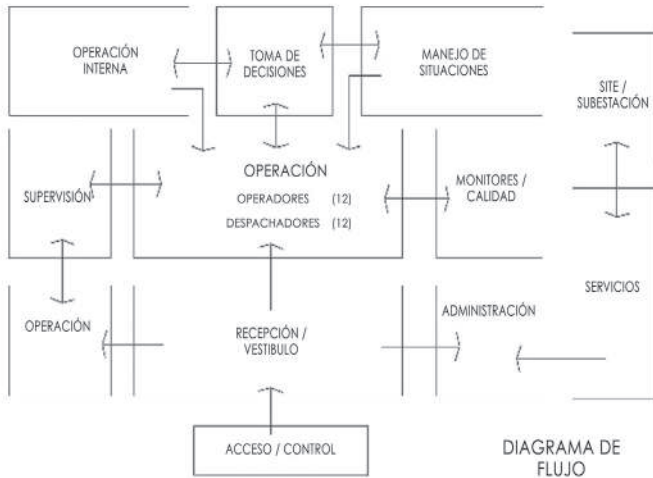 OPERACIÓN
INTERNA
TOMA DE
DECISIONES
MANEJO DE
SITUACIONES
SITE /
SUBESTACIÓN
SUPERVISIÓN
OPERACIÓN
OPERADORES (12)
DESPACHADORES (12)
MONITORES /
CALIDAD
OPERACIÓN
RECEPCIÓN /
VESTIBULO
ADMINISTRACIÓN
SERVICIOS
ACCESO / CONTROL
DIAGRAMA DE
FLUJO